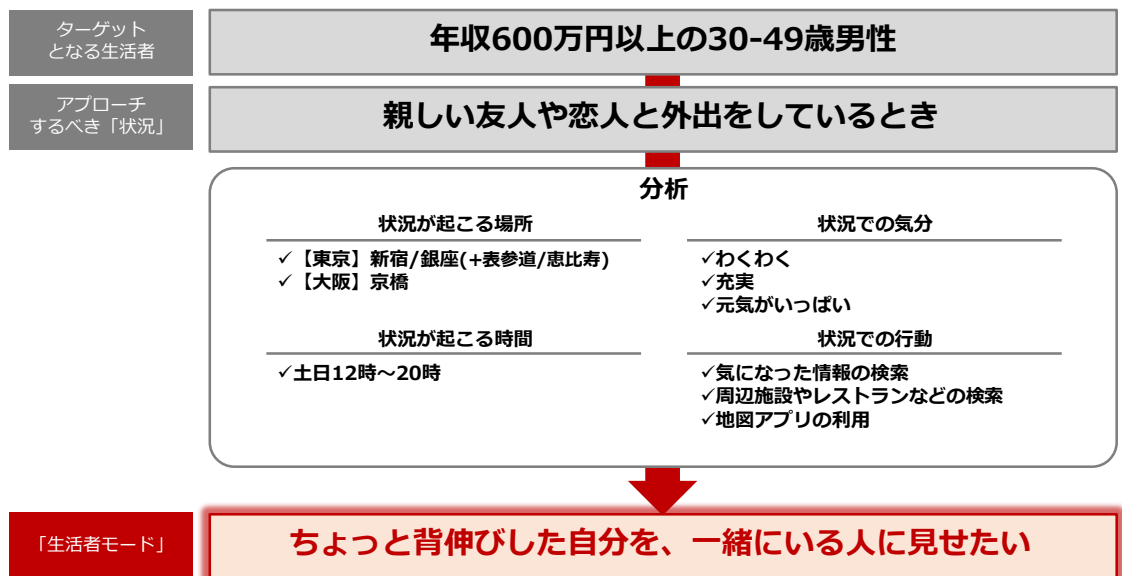 ターゲット
となる生活者
年収600万円以上の30-49歳男性
アプローチ
するべき「状況」
親しい友人や恋人と外出をしているとき
分析
状況が起こる場所
✓【東京】新宿/銀座(+表参道/恵比寿)
✓【大阪】京橋
状況での気分
✓わくわく
✓充実
✓元気がいっぱい
状況が起こる時間
✓土日12時～20時
状況での行動
✓気になった情報の検索
✓周辺施設やレストランなどの検索
✓地図アプリの利用
「生活者モード」
ちょっと背伸びした自分を、一緒にいる人に見せたい